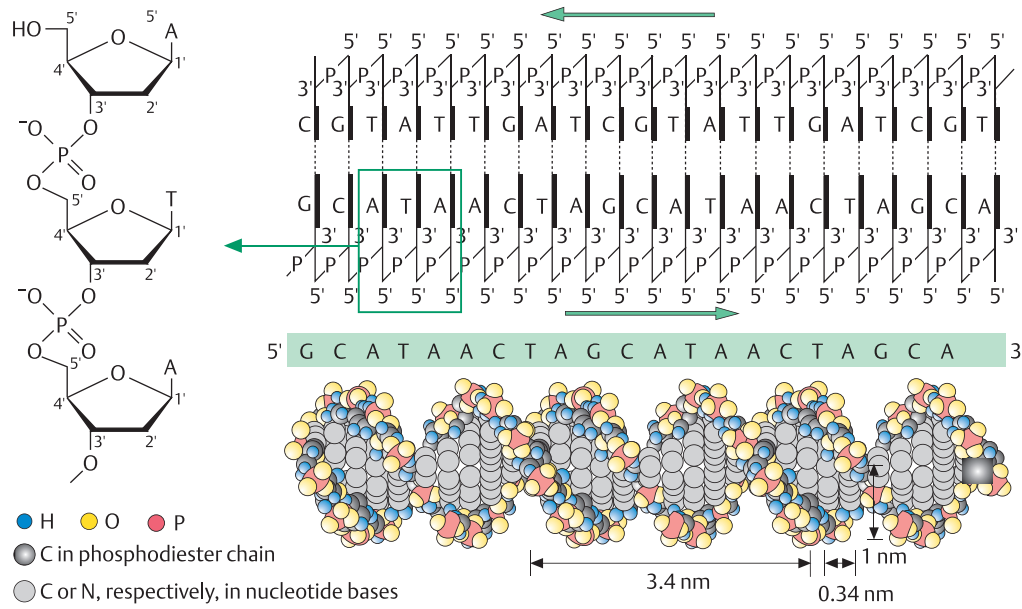 HO
5'
O
5'
A
4'
1'
3'
2'
O
−O
P
O
O
5'
O
T
4'
1'
3'
2'
O
−O
P
O
O
5'
O
A
4'
1'
3'
2'
O
5' 5' 5' 5' 5' 5' 5' 5' 5' 5' 5' 5' 5' 5' 5' 5' 5' 5' 5' 5'
P P P P P P P P P P P P P P P P P P P P
3' 3' 3' 3' 3' 3' 3' 3' 3' 3' 3' 3' 3' 3' 3' 3' 3' 3' 3' 3' 3'
C G T A T T G A T C G T A T T G A T C G T
G C A T A A C T A G C A T A A C T A G C A
3' 3' 3' 3' 3' 3' 3' 3' 3' 3' 3' 3' 3' 3' 3' 3' 3' 3' 3' 3' 3'
P P P P P P P P P P P P P P P P P P P P P
5' 5' 5' 5' 5' 5' 5' 5' 5' 5' 5' 5' 5' 5' 5' 5' 5' 5' 5' 5' 5'
5' G C A T A A C T A G C A T A A C T A G C A 3
H O P
C in phosphodiester chain
C or N, respectively, in nucleotide bases
1 nm
3.4 nm
0.34 nm